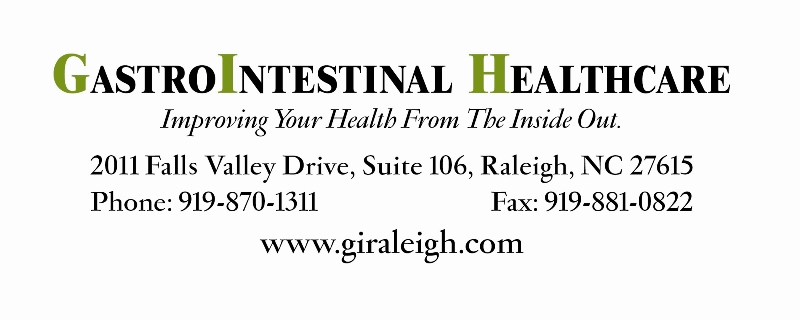 GASTROINTESTINAL HEALTHCARE
Improving Your Health From The Inside Out.
2011 Falls Valley Drive, Suite 106, Raleigh, NC 27615
Phone: 919-870-1311 Fax: 919-881-0822
www.giraleigh.com